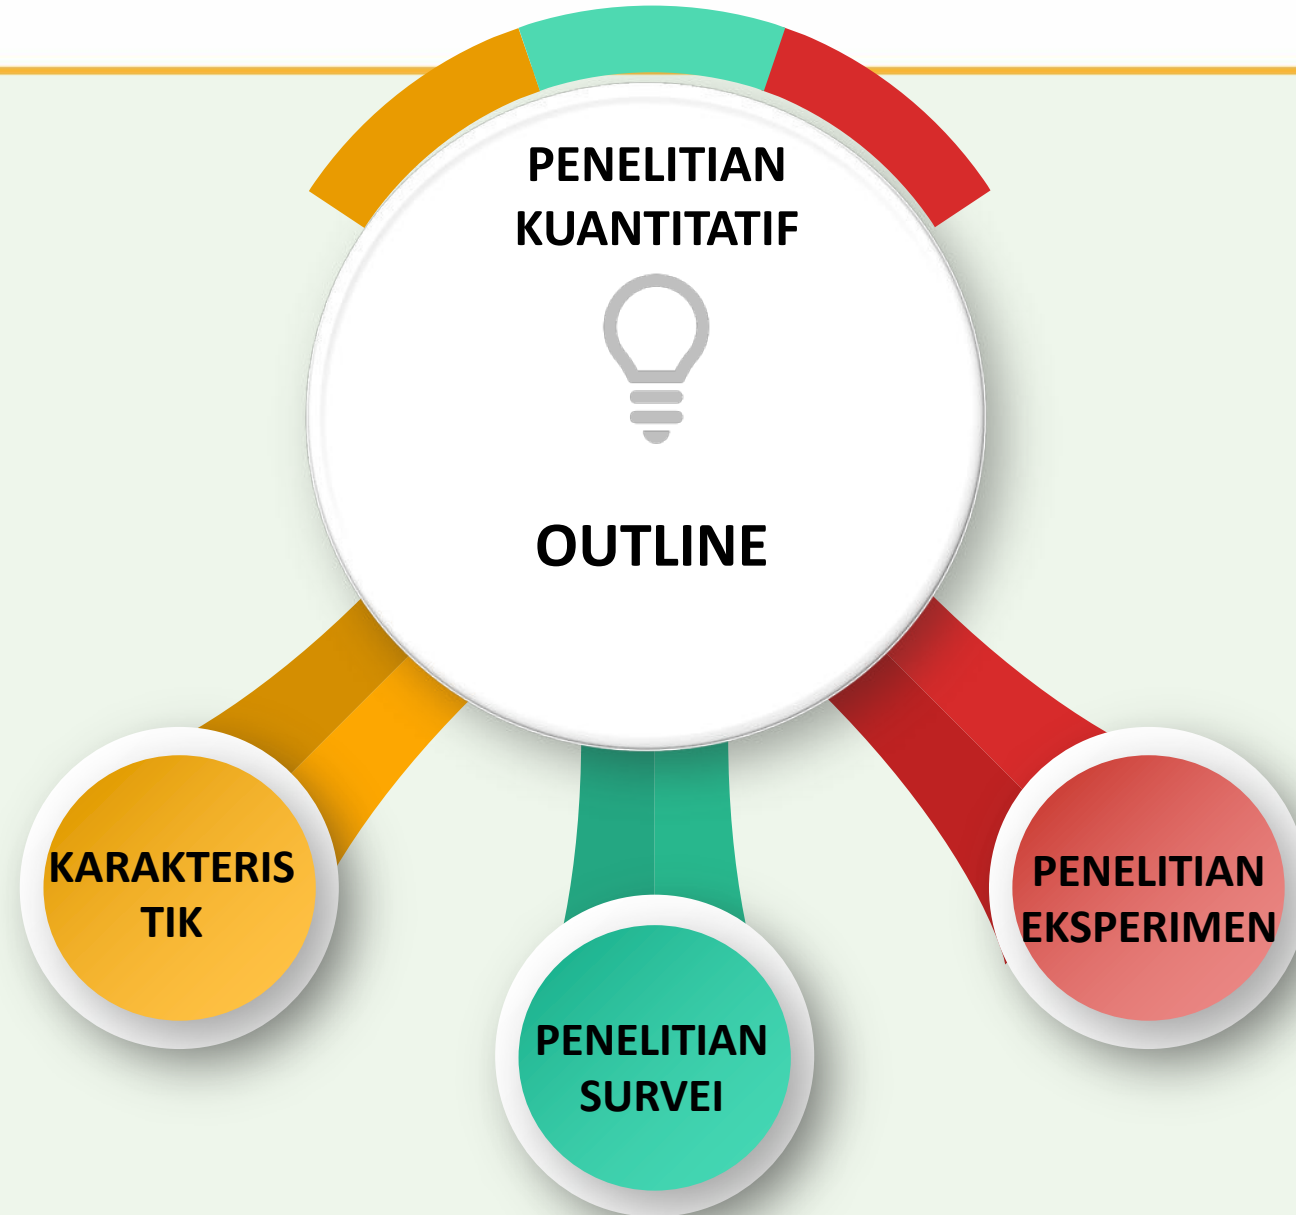 PENELITIAN
KUANTITATIF
OUTLINE
KARAKTERIS
TIK
PENELITIAN
SURVEI
PENELITIAN
EKSPERIMEN